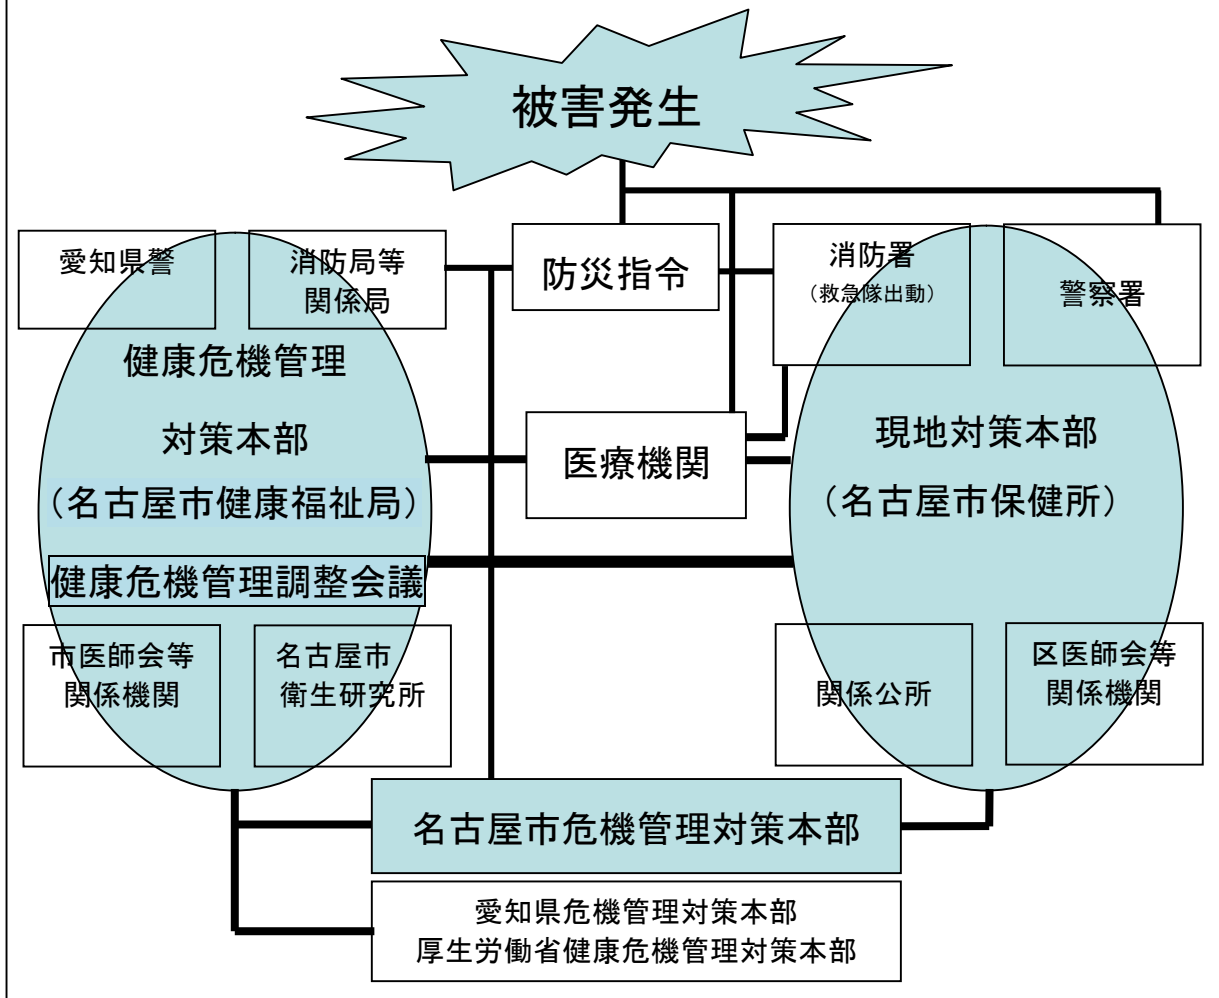 被害発生
愛知県警
消防局等
関係局
防災指令
消防署
（救急隊出動）
警察署
健康危機管理
対策本部
（名古屋市健康福祉局）
健康危機管理調整会議
医療機関
現地対策本部
（名古屋市保健所）
市医師会等
関係機関
名古屋市
衛生研究所
関係公所
区医師会等
関係機関
名古屋市危機管理対策本部
愛知県危機管理対策本部
厚生労働省健康危機管理対策本部